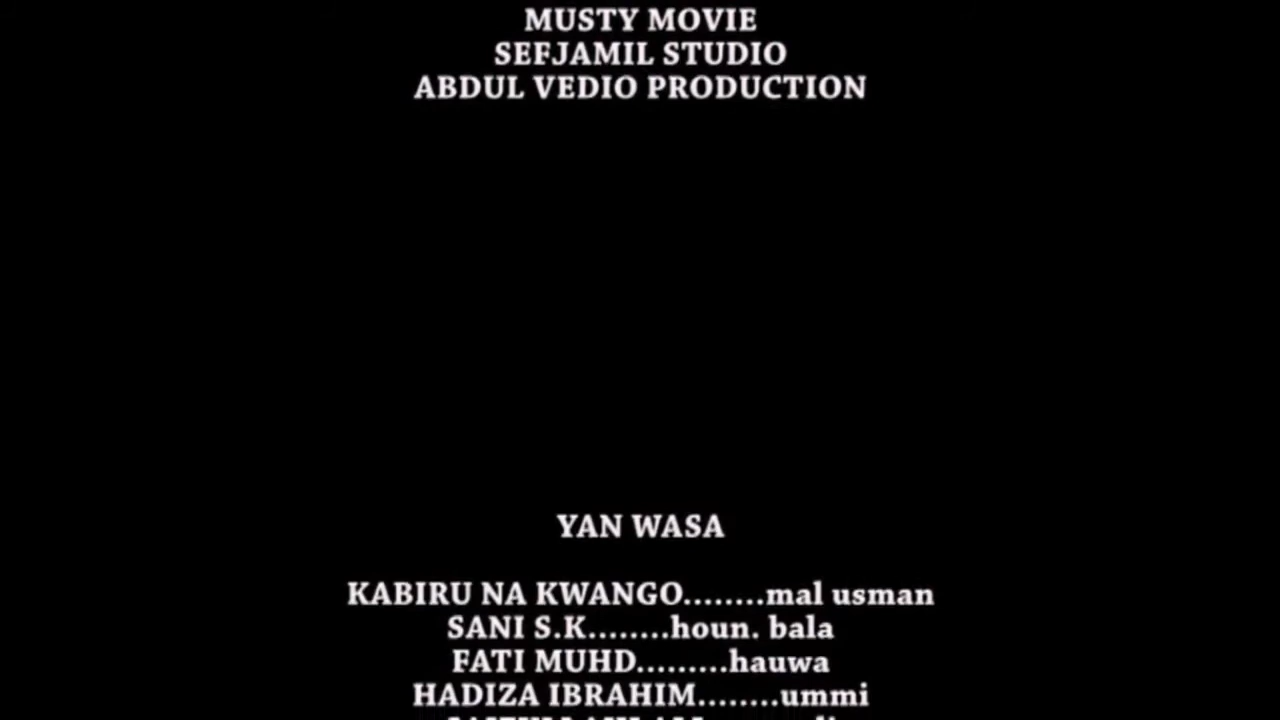 MUSTY MOVIE
SEFJAMIL STUDIO
ABDUL VEDIO PRODUCTION
YAN WASA
KABIRU NA KWANGO........mal usman
SANI S.K........houn. bala
FATI MUHD.........hauwa
HADIZA IBRAHIM........ummi